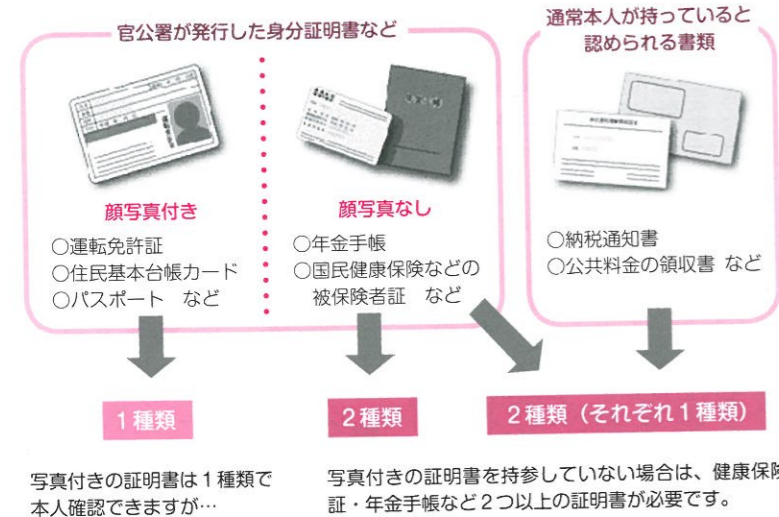 官公署が発行した身分証明書など
顔写真付き
○運転免許証
○住民基本台帳カード
○パスポート など
顔写真なし
○年金手帳
○国民健康保険などの
被保険者証 など
通常本人が持っていると
認められる書類
○納税通知書
○公共料金の領収書 など
1種類
2種類
2種類(それぞれ1種類)
写真付きの証明書は1種類で
本人確認できますが…
写真付きの証明書を持参していない場合は、健康保険
証・年金手帳など2つ以上の証明書が必要です。